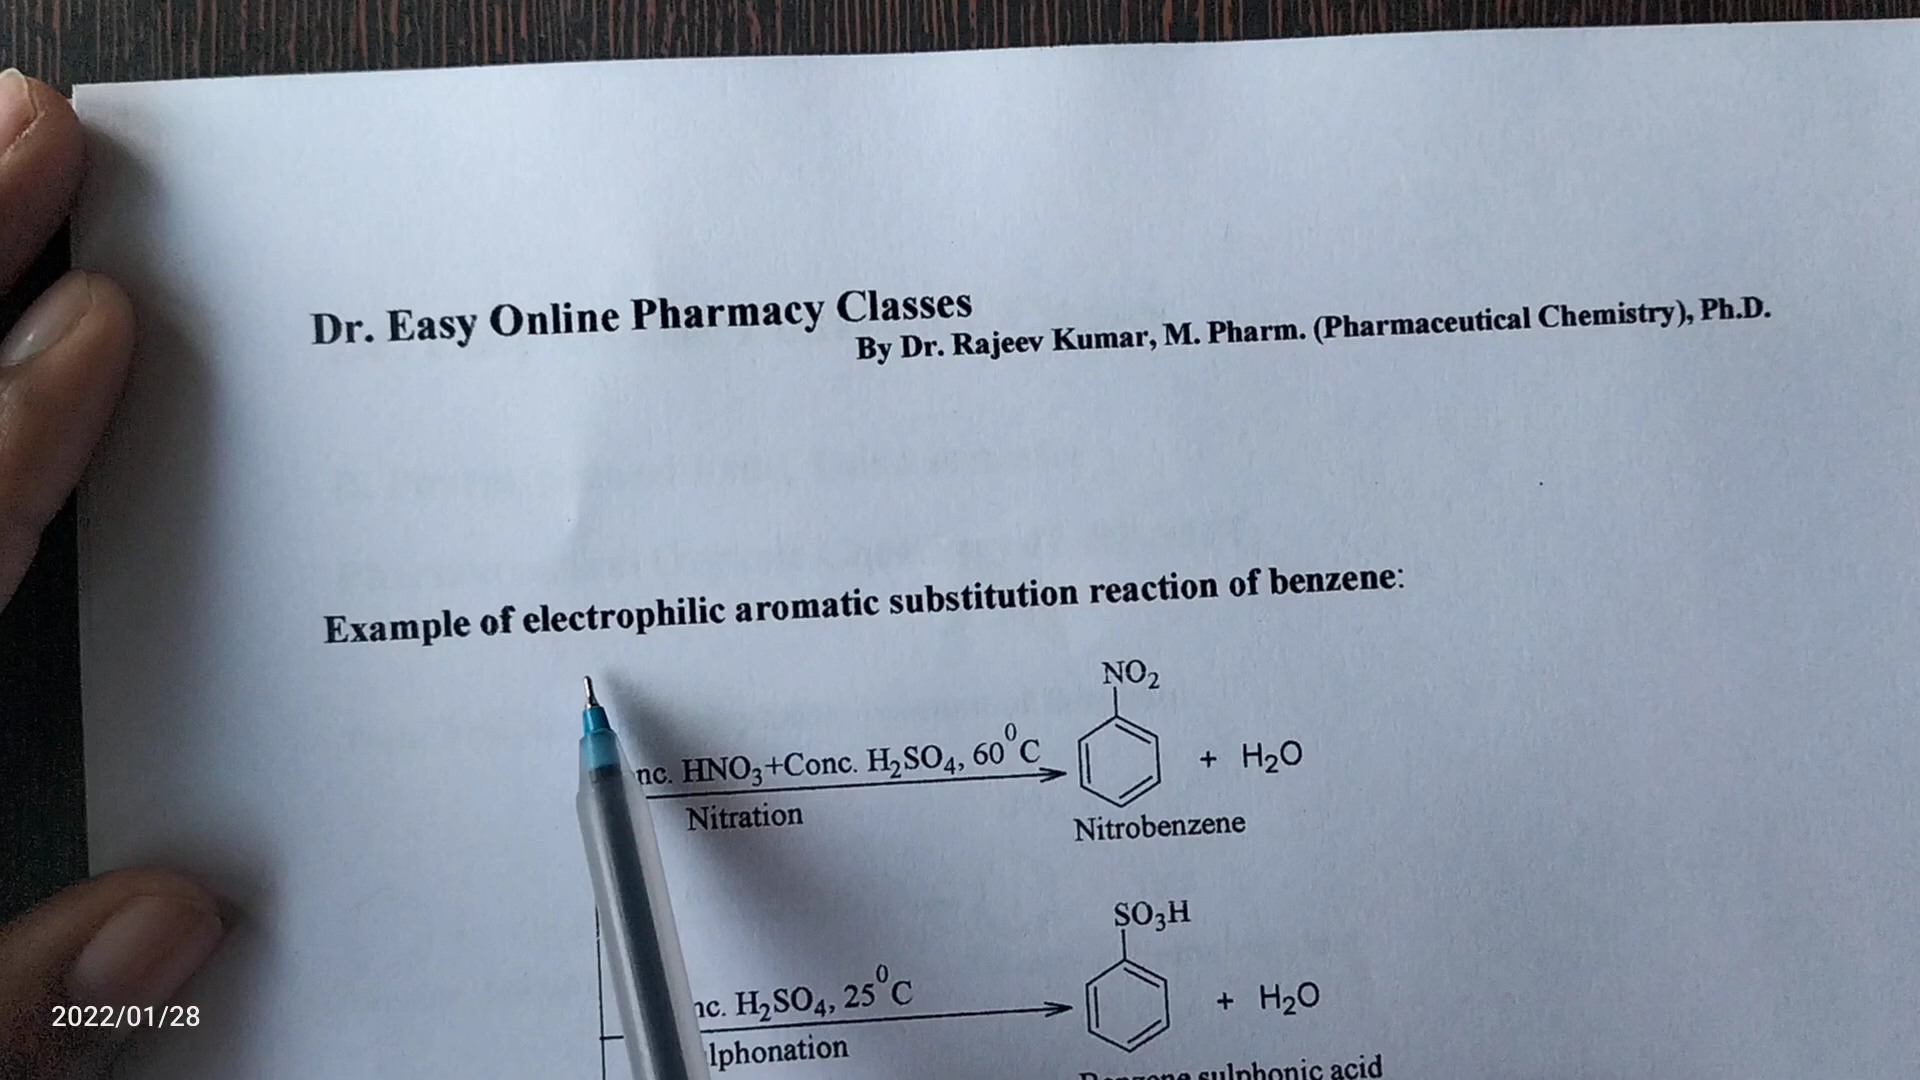 Dr. Easy Online Pharmacy Classes
By Dr. Rajeev Kumar, M. Pharm. (Pharmaceutical Chemistry), Ph.D.
Example of electrophilic aromatic substitution reaction of benzene:
NO₂
nc. HNO₃+Conc. H₂SO₄, 60⁰C
+ H₂O
Nitration
Nitrobenzene
SO₃H
nc. H₂SO₄, 25⁰C
+ H₂O
lphonation
sulphonic acid
2022/01/28